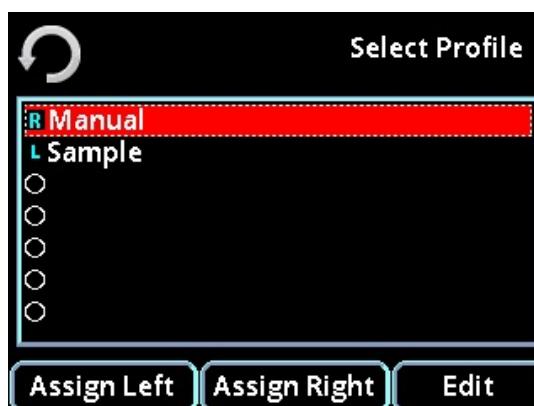 Select Profile
R Manual
L Sample
Assign Left Assign Right Edit